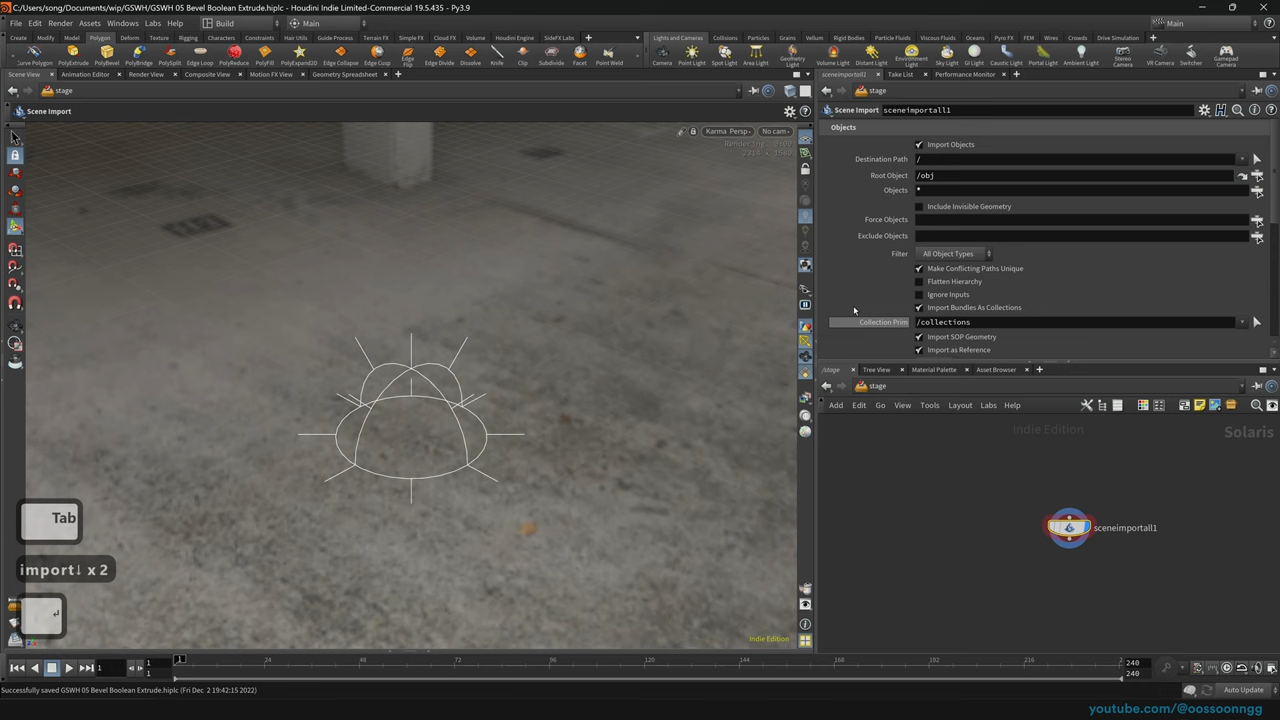 C:/Users/song/Documents/wip/GSWH/GSWH 05 Bevel Boolean Extrude.hiplc - Houdini Indie Limited-Commercial 19.5.435 - Py3.9
File Edit Render Assets Windows Labs Help Build Main Main
Create Modify Model Polygon Deform Texture Rigging Characters Constraints Hair Utils Guide Process Terrain FX Simple FX Cloud FX Volume Houdini Engine SideFX Labs
Lights and Cameras Collisions Particles Grains Vellum Rigid Bodies Particle Fluids Viscous Fluids Oceans Pyro FX FEM Wires Crowds Drive Simulation
Curve Polygon PolyDraw PolyBevel PolyBridge PolySplit Edge Loop PolyReduce PolyExtrude PolyExpand2D Edge Collapse Edge Cusp Edge Divide Dissolve Knife Clip Subdivide Facet Point Weld
Camera Point Light Spot Light Area Light Geometry Light Volume Light Distant Light Environment Light Sky Light GI Light Caustic Light Portal Light Ambient Light Stereo Camera VR Camera Switcher Gamepad Camera
Scene View Animation Editor Render View Composite View Motion FX View Geometry Spreadsheet
sceneimportall1 Take List Performance Monitor
stage
stage
Scene Import
Scene Import sceneimportall1
Objects
Karma Persp No cam
Import Objects
Destination Path /
Root Object /obj
Objects *
Include Invisible Geometry
Force Objects
Exclude Objects
Filter All Object Types
Make Conflicting Paths Unique
Flatten Hierarchy
Ignore Inputs
Import Bundles As Collections
Collection Prim /collections
Import SOP Geometry
Import as Reference
/stage Tree View Material Palette Asset Browser
stage
Add Edit Go View Tools Layout Labs Help
Indie Edition
Solaris
sceneimportall1
Tab
import↓ x 2
Indie Edition
1 1 1 1 24 48 72 96 120 144 168 192 216 2 240 240
Successfully saved GSWH 05 Bevel Boolean Extrude.hiplc (Fri Dec 2 19:42:15 2022)
Auto Update
youtube.com/@oossoonngg